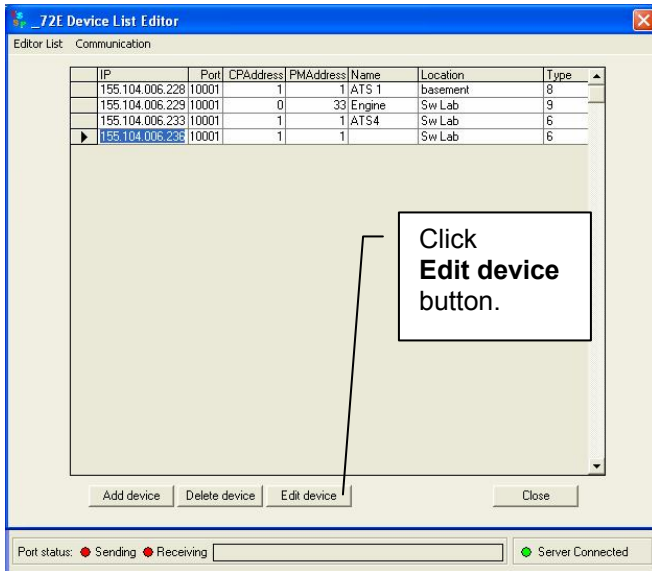 _72E Device List Editor
Editor List Communication
IP Port CPAddress PMAddress Name Location Type
155.104.006.228 10001 1 1 ATS 1 basement 8
155.104.006.229 10001 0 33 Engine Sw Lab 9
155.104.006.233 10001 1 1 ATS4 Sw Lab 6
155.104.006.236 10001 1 1 Sw Lab 6
Click
Edit device
button.
Add device Delete device Edit device Close
Port status: Sending Receiving Server Connected